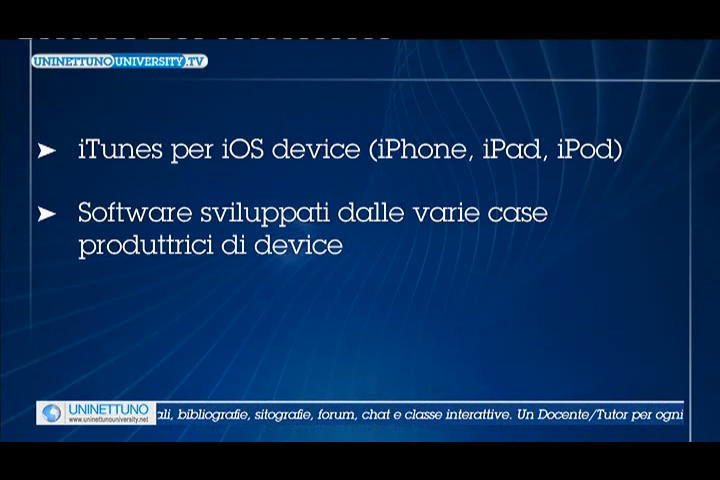 UNINETTUNOUNIVERSITY.TV
➤ iTunes per iOS device (iPhone, iPad, iPod)
➤ Software sviluppati dalle varie case
produttrici di device
UNINETTUNO
www.uninettunouniversity.net
ali, bibliografie, sitografie, forum, chat e classe interattive. Un Docente/Tutor per ogni